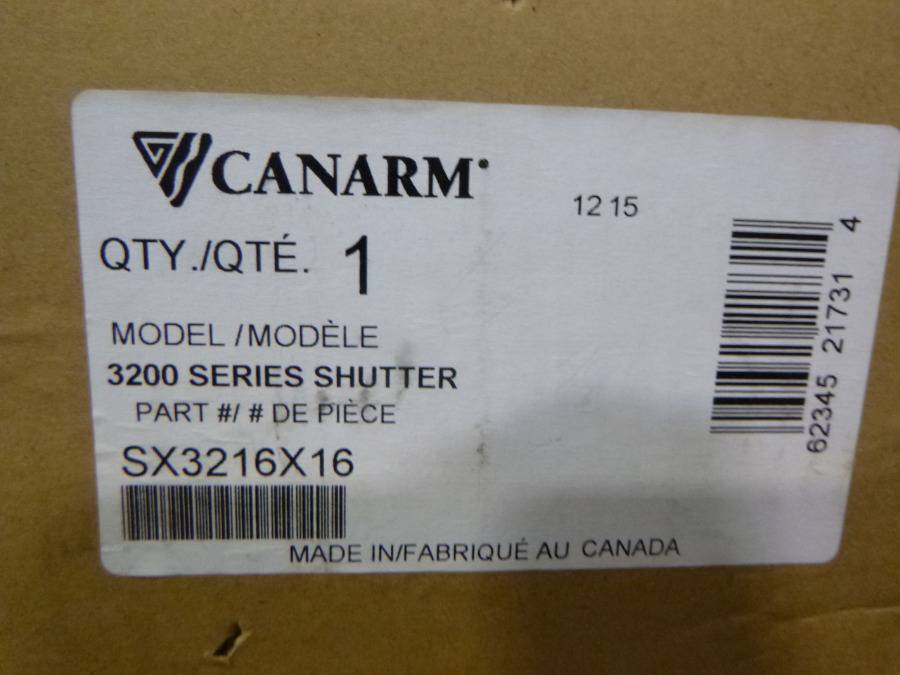 CANARM
12 15
QTY./QTÉ. 1
MODEL /MODÈLE
3200 SERIES SHUTTER
PART #/ # DE PIÈCE
SX3216X16
MADE IN/FABRIQUÉ AU CANADA
62345 21731 4